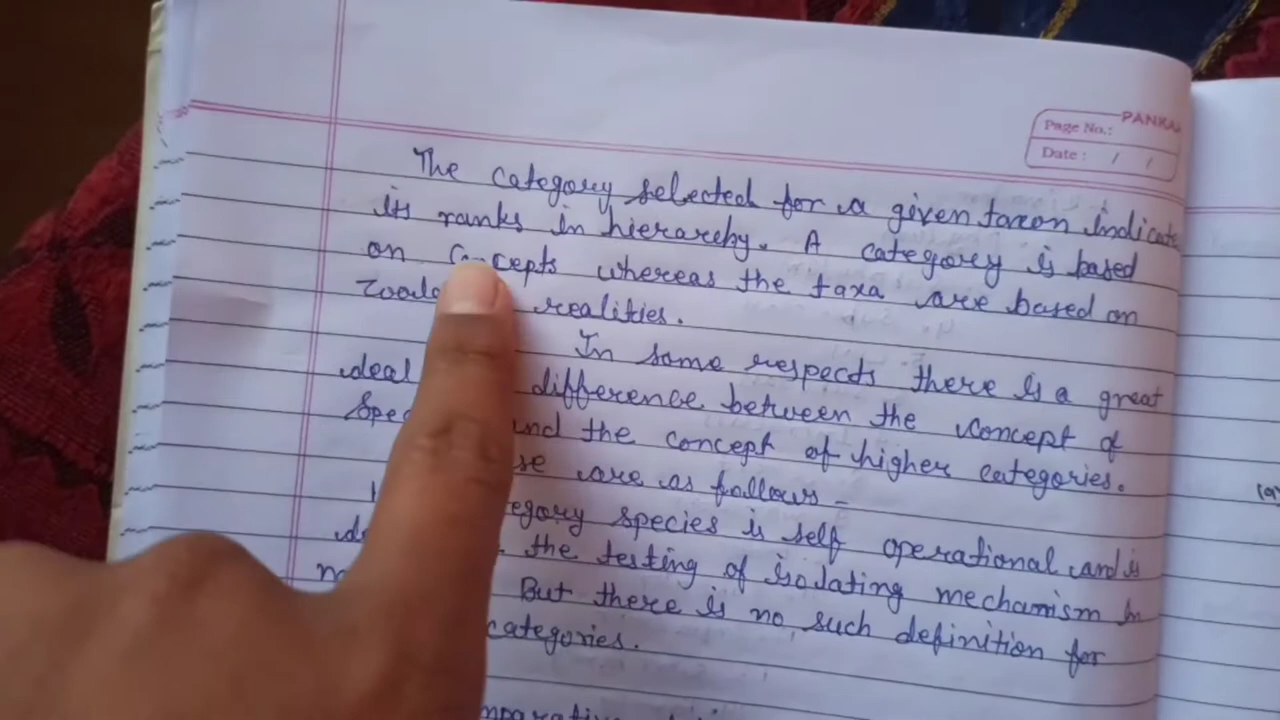 PANKA
Page No.:
Date : / /
The category selected for a given taxon indicate
its ranks in hierarchy. A category is based
on Concepts whereas the taxa are based on
realities.
In some respects there is a great
ideal difference between the concept of
and the concept of higher categories.
are as follows -
species is self operational and is
the testing of isolating mechanism in
But there is no such definition for
categories.